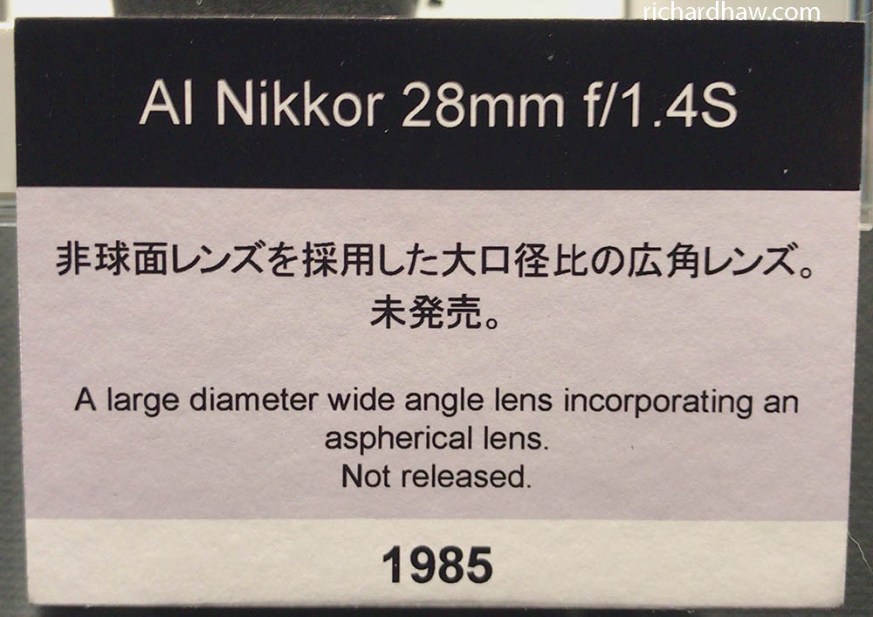 richardhaw.com
AI Nikkor 28mm f/1.4S
非球面レンズを採用した大口径比の広角レンズ。
未発売。
A large diameter wide angle lens incorporating an
aspherical lens.
Not released.
1985